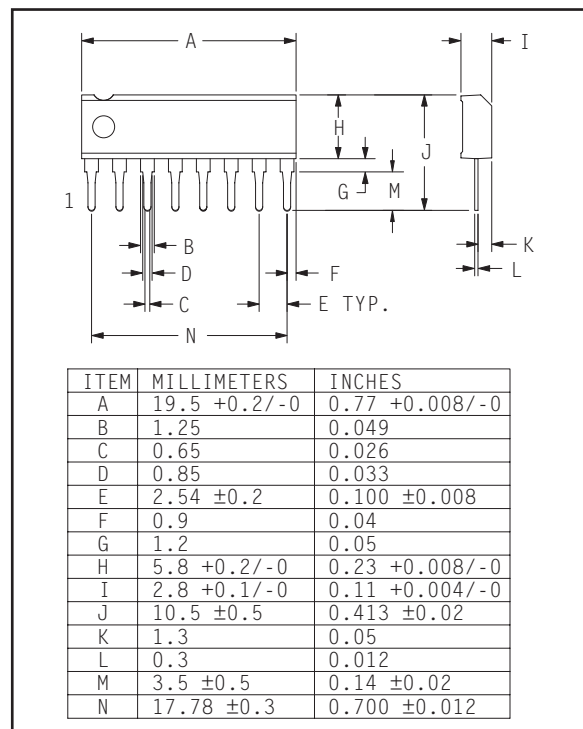 A
I
H
J
G
M
1
B
K
F
D
L
C
E TYP.
N
ITEM MILLIMETERS INCHES
A 19.5 +0.2/-0 0.77 +0.008/-0
B 1.25 0.049
C 0.65 0.026
D 0.85 0.033
E 2.54 ±0.2 0.100 ±0.008
F 0.9 0.04
G 1.2 0.05
H 5.8 +0.2/-0 0.23 +0.008/-0
I 2.8 +0.1/-0 0.11 +0.004/-0
J 10.5 ±0.5 0.413 ±0.02
K 1.3 0.05
L 0.3 0.012
M 3.5 ±0.5 0.14 ±0.02
N 17.78 ±0.3 0.700 ±0.012